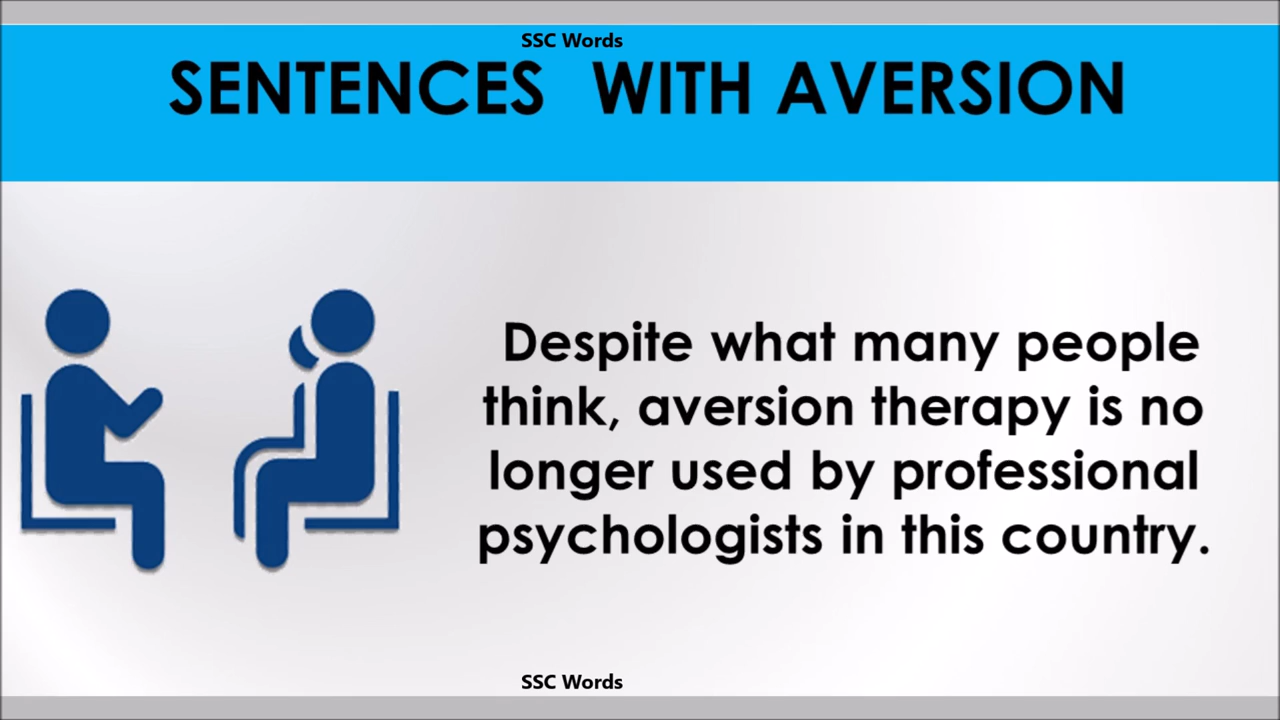 SSC Words
SENTENCES WITH AVERSION
Despite what many people
think, aversion therapy is no
longer used by professional
psychologists in this country.
SSC Words